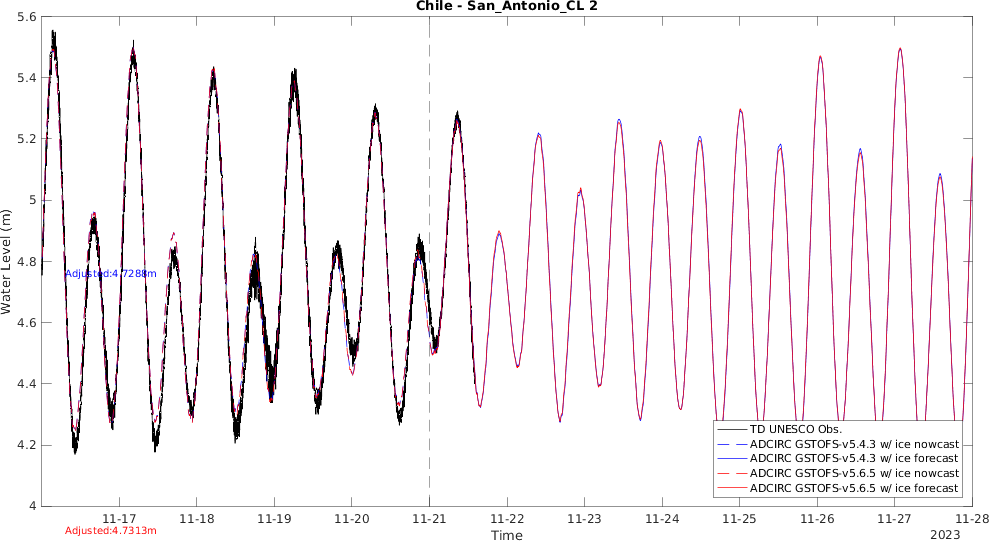 Chile - San_Antonio_CL 2
5.6
5.4
5.2
5
4.8
4.6
4.4
4.2
4
Water Level (m)
Adjusted:4.7288m
TD UNESCO Obs.
ADCIRC GSTOFS-v5.4.3 w/ ice nowcast
ADCIRC GSTOFS-v5.4.3 w/ ice forecast
ADCIRC GSTOFS-v5.6.5 w/ ice nowcast
ADCIRC GSTOFS-v5.6.5 w/ ice forecast
11-17 11-18 11-19 11-20 11-21 11-22 11-23 11-24 11-25 11-26 11-27 11-28
Adjusted:4.7313m
Time
2023